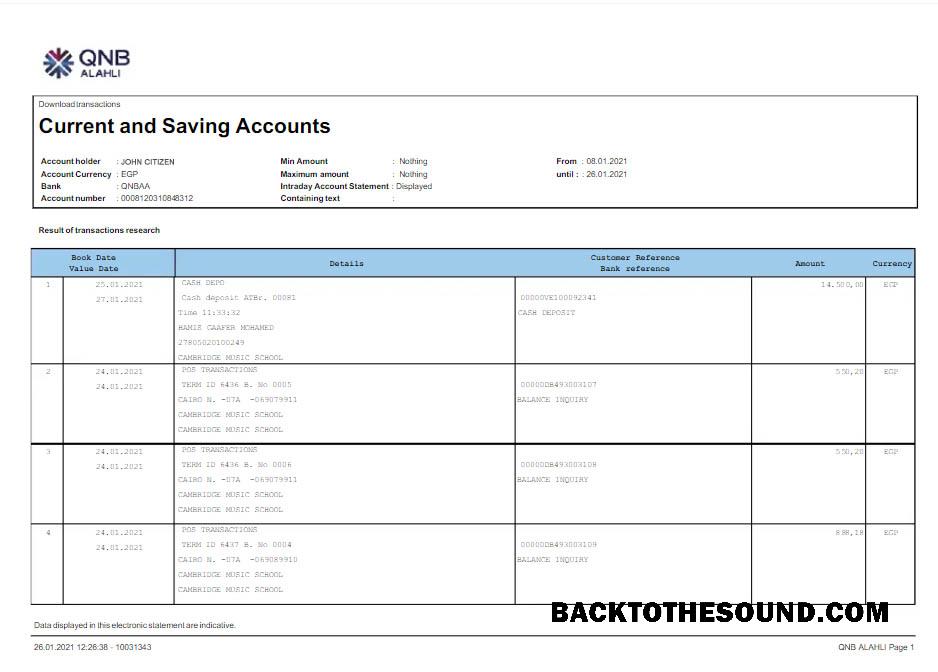 QNB
ALAHLI
Download transactions
Current and Saving Accounts
Account holder : JOHN CITIZEN Min Amount : Nothing From : 08.01.2021
Account Currency : EGP Maximum amount : Nothing until : : 26.01.2021
Bank : QNBAA Intraday Account Statement : Displayed
Account number : 0008120310848312 Containing text :
Result of transactions research
Book Date Customer Reference
Value Date Details Bank reference Amount Currency
1 25.01.2021 CASH DEPO 14.500,00 EGP
27.01.2021 Cash deposit ATBr. 00081 00000VE100092341
Time 11:33:32 CASH DEPOSIT
HAMIS GAAFER MOHAMED
27805020100249
CAMBRIDGE MUSIC SCHOOL
2 24.01.2021 POS TRANSACTIONS 550,20 EGP
24.01.2021 TERM ID 6436 B. No 0005 00000DB493003107
CAIRO N. -07A -069079911 BALANCE INQUIRY
CAMBRIDGE MUSIC SCHOOL
CAMBRIDGE MUSIC SCHOOL
3 24.01.2021 POS TRANSACTIONS 550,20 EGP
24.01.2021 TERM ID 6436 B. No 0006 00000DB493003108
CAIRO N. -07A -069079911 BALANCE INQUIRY
CAMBRIDGE MUSIC SCHOOL
CAMBRIDGE MUSIC SCHOOL
4 24.01.2021 POS TRANSACTIONS 888,18 EGP
24.01.2021 TERM ID 6437 B. No 0004 00000DB493003109
CAIRO N. -07A -069089910 BALANCE INQUIRY
CAMBRIDGE MUSIC SCHOOL
CAMBRIDGE MUSIC SCHOOL
BACKTOTHESOUND.COM
Data displayed in this electronic statement are indicative.
26.01.2021 12:26:38 - 10031343 QNB ALAHLI Page 1